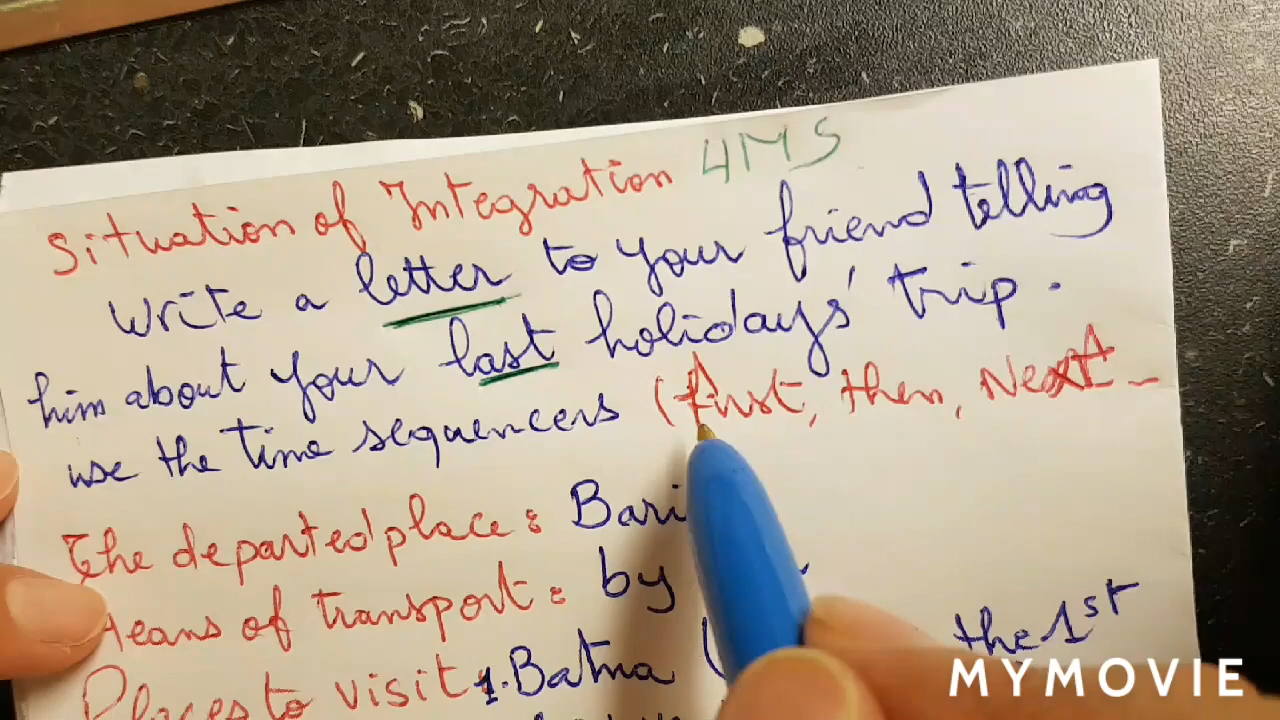 Situation of Integration 4MS
Write a letter to your friend telling
him about your last holidays' trip.
use the time sequencers (first, then, Next -
The departed place: Bari
Means of transport: by
Places to visit: 1. Batna ( the 1st
MYMOVIE